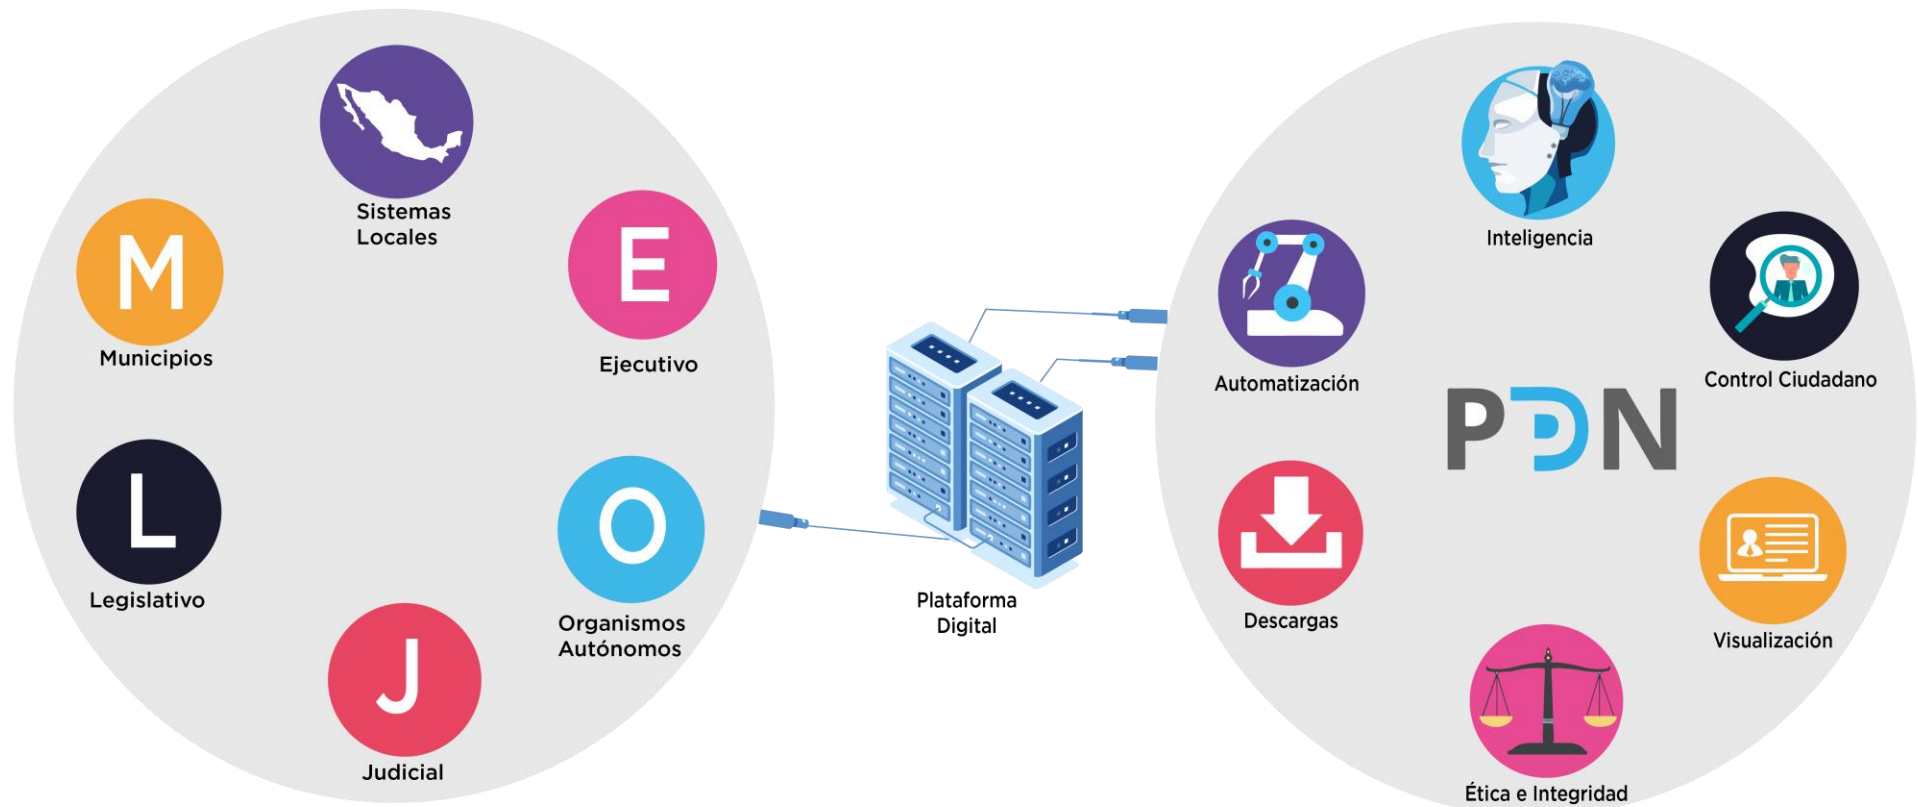 Sistemas
Locales
M
Municipios
E
Ejecutivo
L
Legislativo
O
Organismos
Autónomos
J
Judicial
Plataforma
Digital
Inteligencia
Automatización
Control Ciudadano
PDN
Descargas
Visualización
Ética e Integridad